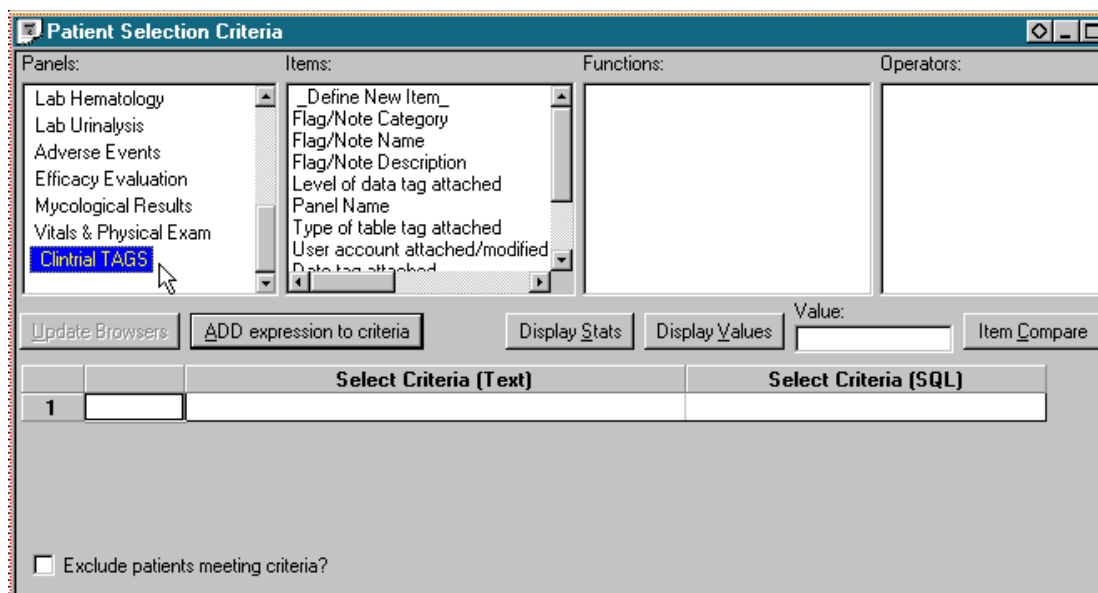 Patient Selection Criteria
Panels: Items: Functions: Operators:
Lab Hematology
Lab Urinalysis
Adverse Events
Efficacy Evaluation
Mycological Results
Vitals & Physical Exam
Clintrial TAGS
_Define New Item_
Flag/Note Category
Flag/Note Name
Flag/Note Description
Level of data tag attached
Panel Name
Type of table tag attached
User account attached/modified
Date tag attached
Update Browsers ADD expression to criteria Display Stats Display Values Value: Item Compare
Select Criteria (Text) Select Criteria (SQL)
1
Exclude patients meeting criteria?